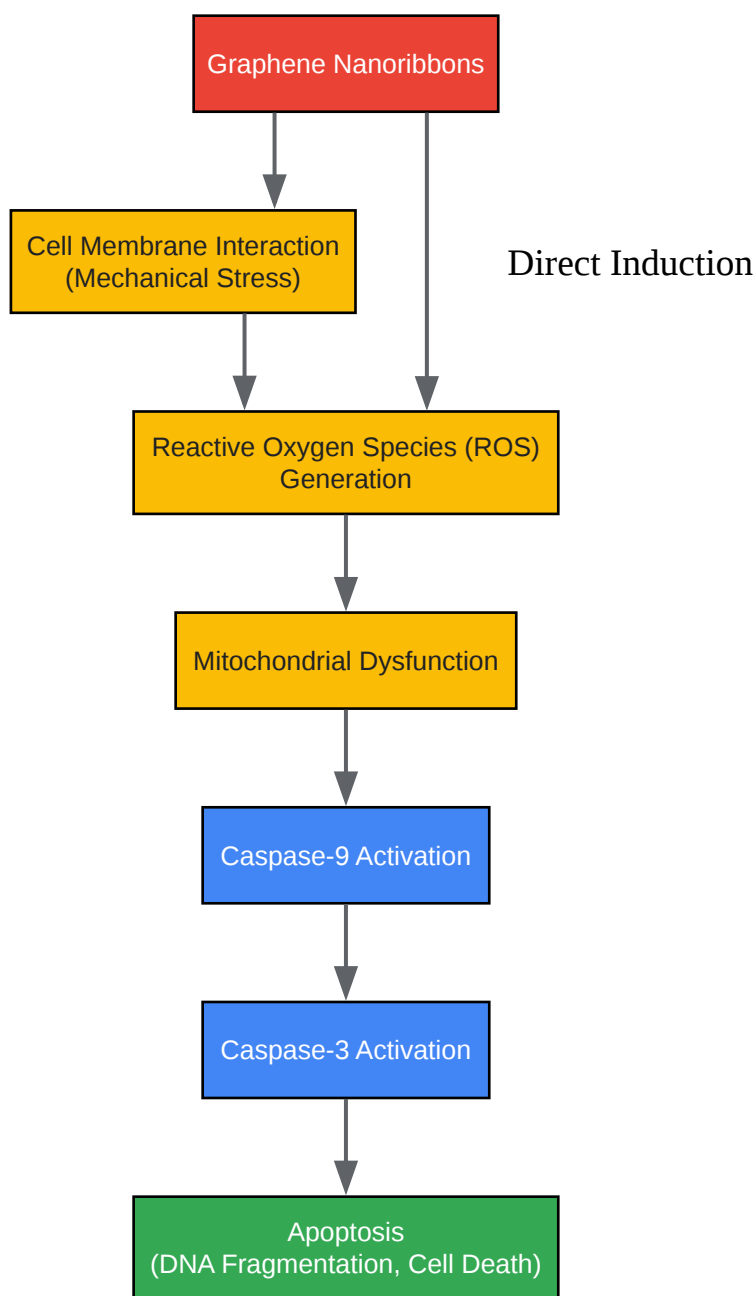 Graphene Nanoribbons
Cell Membrane Interaction
(Mechanical Stress)
Direct Induction
Reactive Oxygen Species (ROS)
Generation
Mitochondrial Dysfunction
Caspase-9 Activation
Caspase-3 Activation
Apoptosis
(DNA Fragmentation, Cell Death)